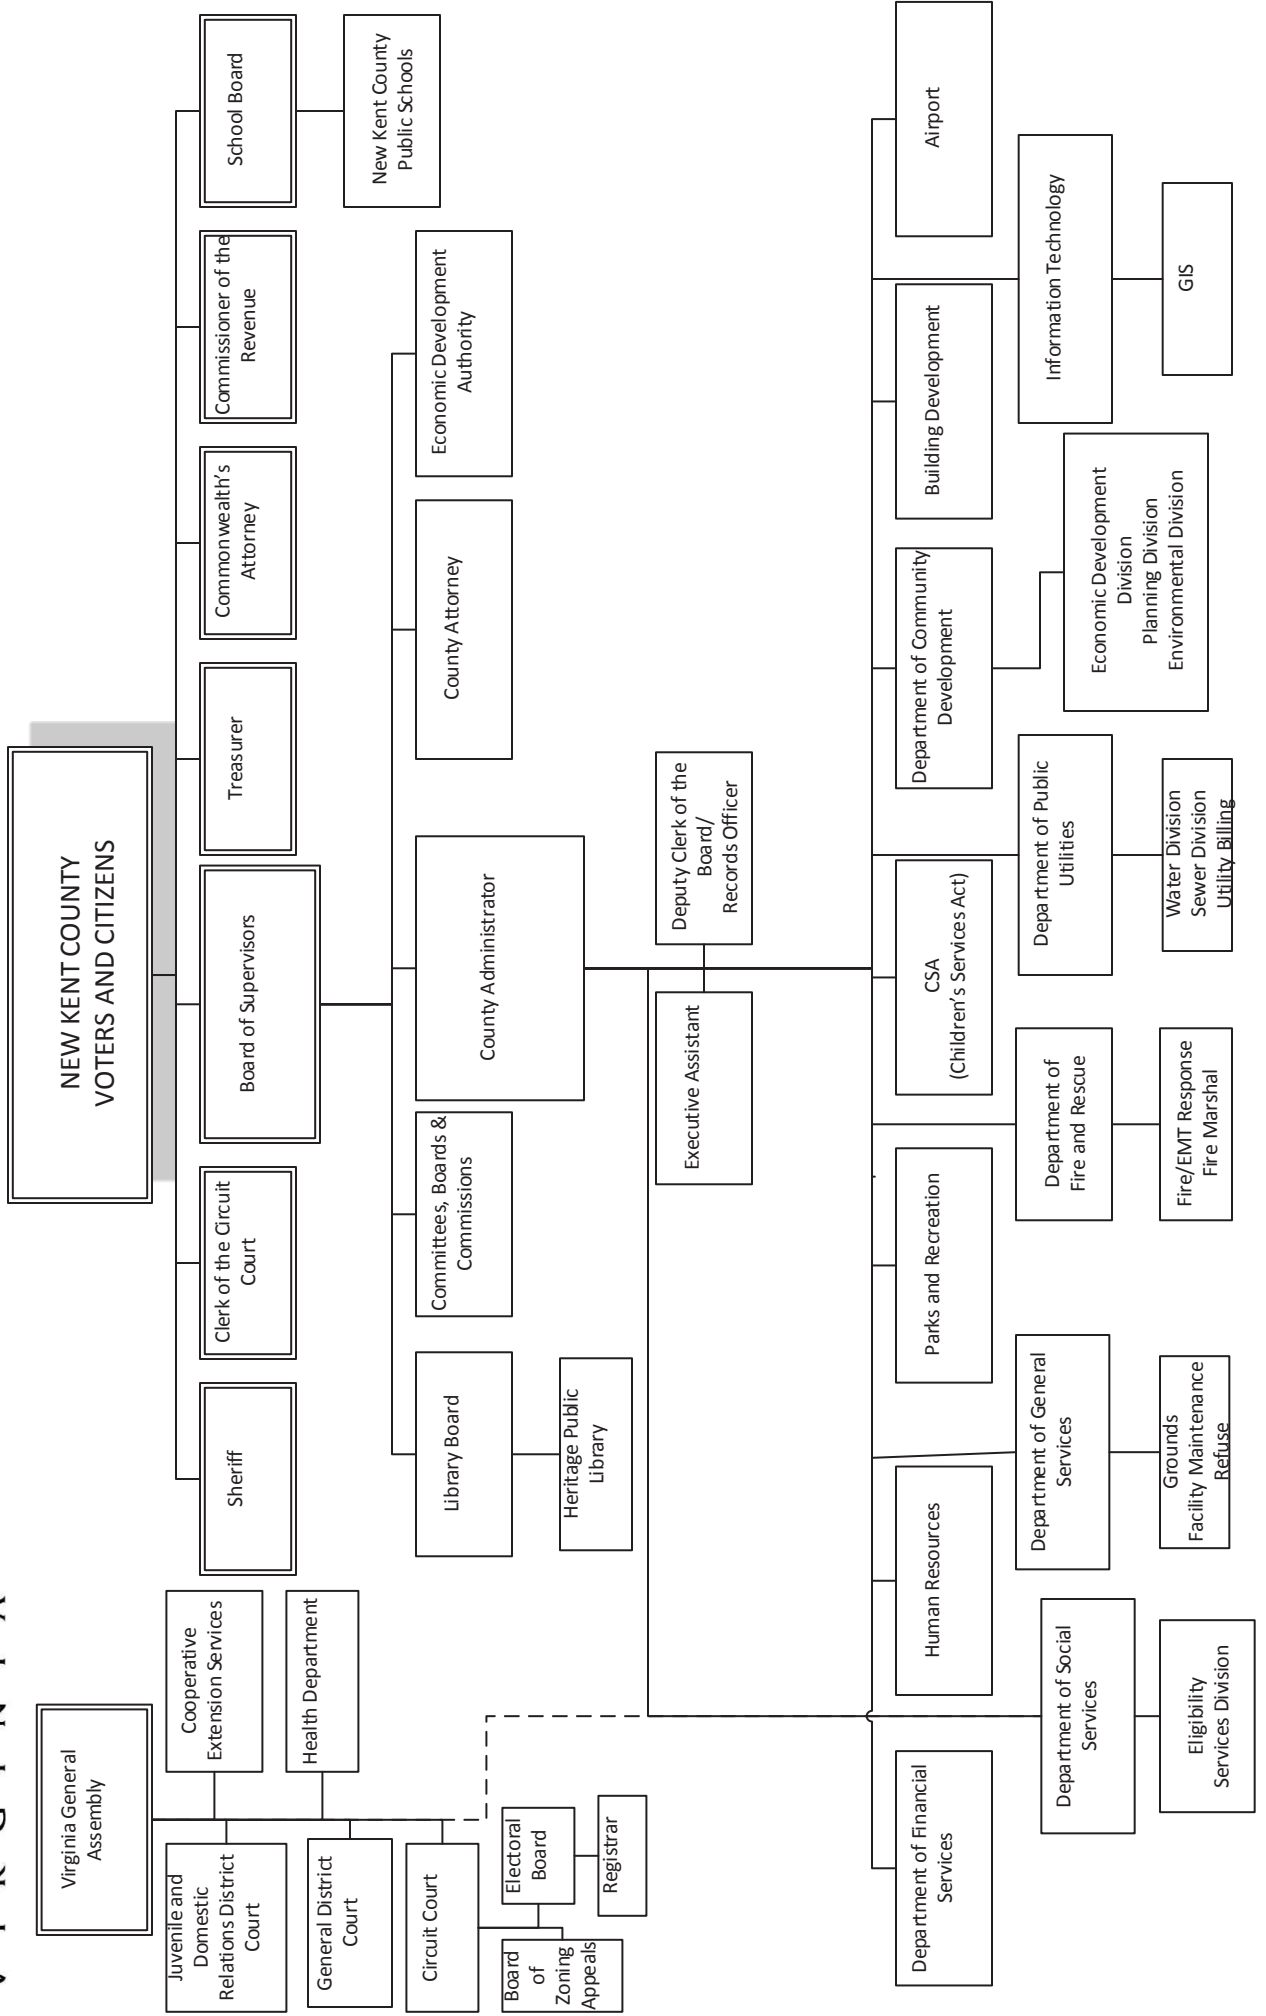 V I R G I N I A
NEW KENT COUNTY
VOTERS AND CITIZENS
Virginia General
Assembly
Cooperative
Extension Services
Health Department
Juvenile and
Domestic
Relations District
Court
General District
Court
Circuit Court
Electoral
Board
Registrar
Board
of
Zoning
Appeals
Sheriff
Clerk of the Circuit
Court
Board of Supervisors
Treasurer
Commonwealth's
Attorney
Commissioner of the
Revenue
School Board
New Kent County
Public Schools
Library Board
Heritage Public
Library
Committees, Boards &
Commissions
County Administrator
County Attorney
Economic Development
Authority
Executive Assistant
Deputy Clerk of the
Board/
Records Officer
Department of Financial
Services
Human Resources
Parks and Recreation
CSA
(Children's Services Act)
Department of Community
Development
Building Development
Airport
Department of Social
Services
Eligibility
Services Division
Department of General
Services
Grounds
Facility Maintenance
Refuse
Department of
Fire and Rescue
Fire/EMT Response
Fire Marshal
Department of Public
Utilities
Water Division
Sewer Division
Utility Billing
Economic Development
Division
Planning Division
Environmental Division
Information Technology
GIS